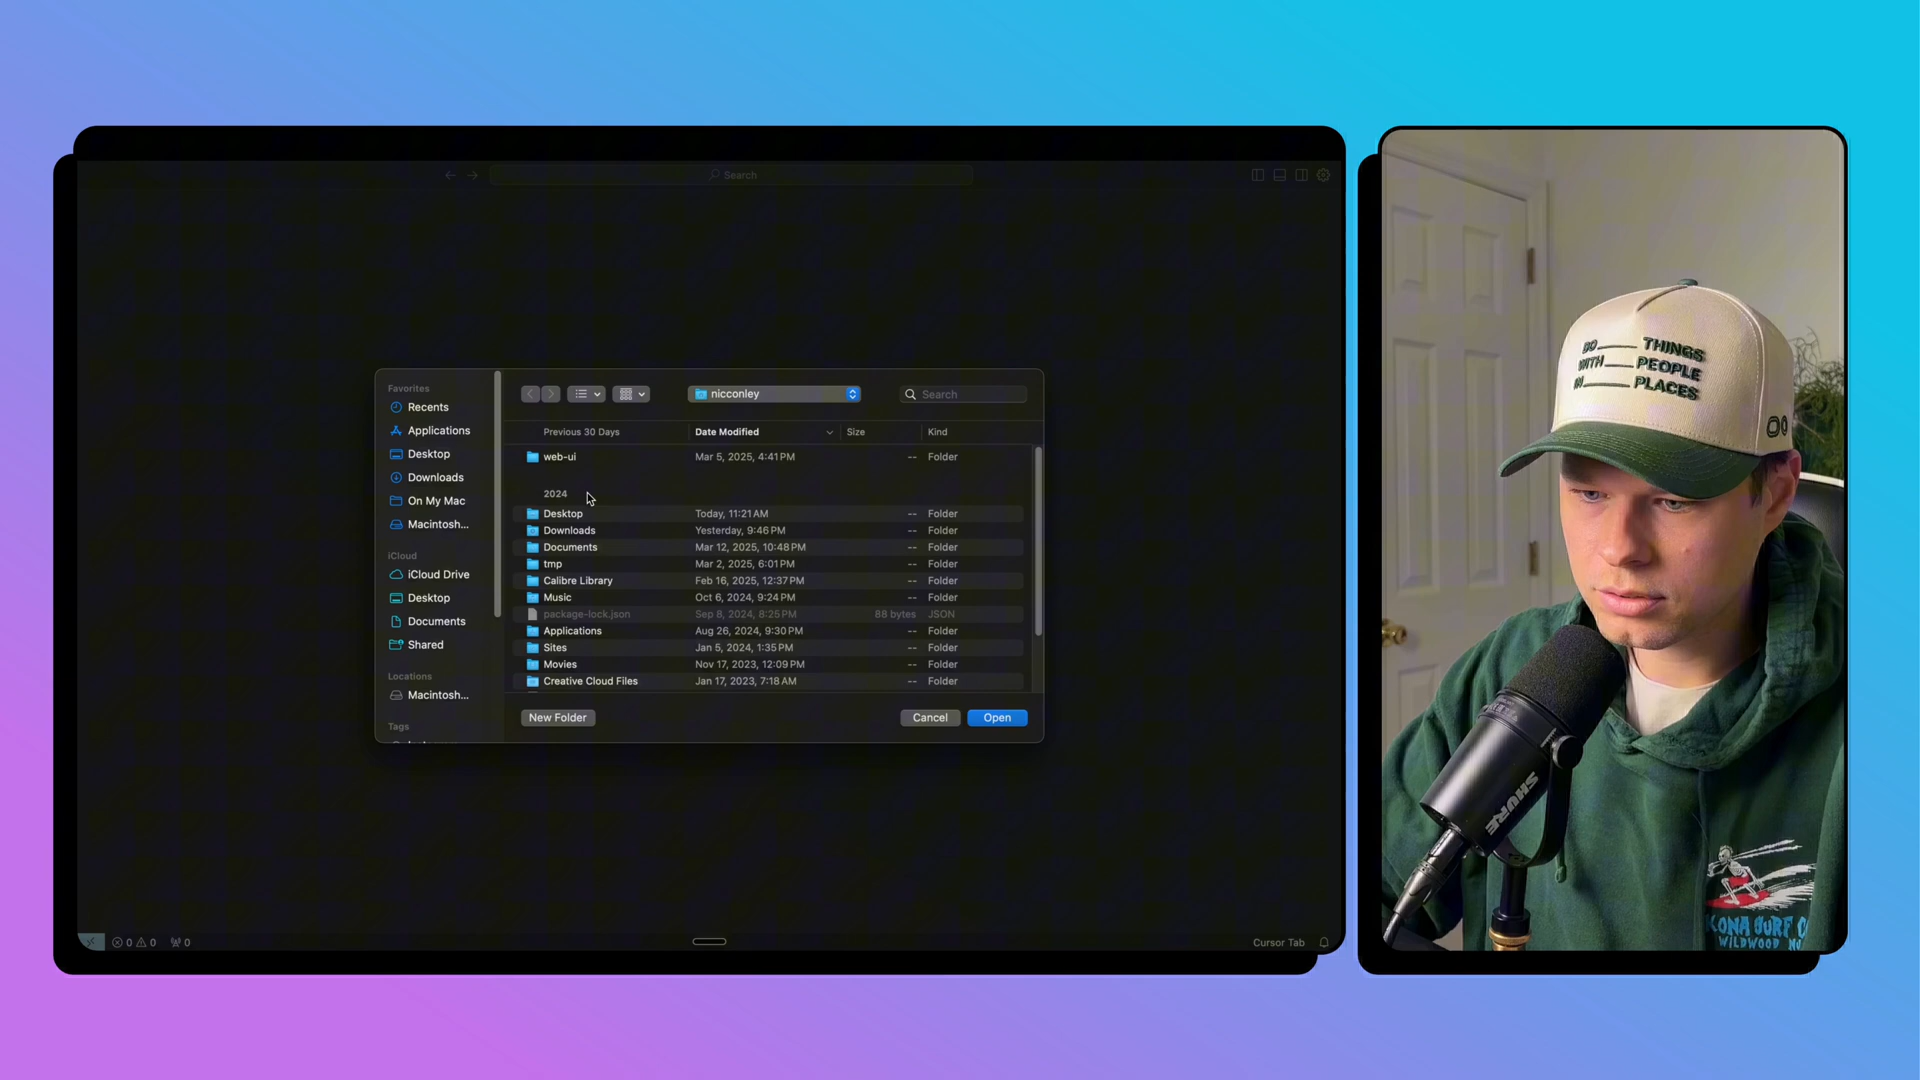 Search
Favorites
Recents
Applications
Desktop
Downloads
On My Mac
Macintosh...
iCloud
iCloud Drive
Desktop
Documents
Shared
Locations
Macintosh...
Tags
nicconley
Search
Previous 30 Days Date Modified Size Kind
web-ui Mar 5, 2025, 4:41 PM -- Folder
2024
Desktop Today, 11:21 AM -- Folder
Downloads Yesterday, 9:46 PM -- Folder
Documents Mar 12, 2025, 10:48 PM -- Folder
tmp Mar 2, 2025, 6:01 PM -- Folder
Calibre Library Feb 16, 2025, 12:37 PM -- Folder
Music Oct 6, 2024, 9:24 PM -- Folder
package-lock.json Sep 8, 2024, 8:25 PM 88 bytes JSON
Applications Aug 26, 2024, 9:30 PM -- Folder
Sites Jan 5, 2024, 1:35 PM -- Folder
Movies Nov 17, 2023, 12:09 PM -- Folder
Creative Cloud Files Jan 17, 2023, 7:18 AM -- Folder
New Folder Cancel Open
0 0 0
Cursor Tab
DO____ THINGS
WITH____ PEOPLE
IN____ PLACES
SHURE
KONA SURF C
WILDWOOD